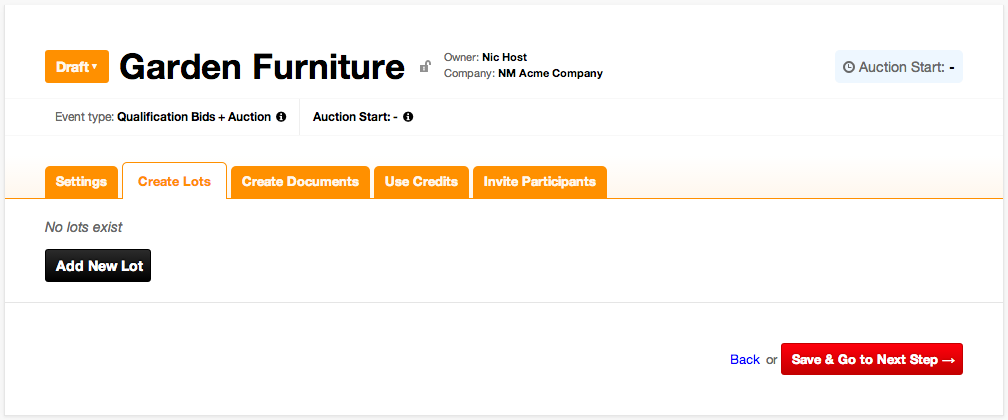 Draft ▾ Garden Furniture
Owner: Nic Host
Company: NM Acme Company
Auction Start: -
Event type: Qualification Bids + Auction
Auction Start: -
Settings Create Lots Create Documents Use Credits Invite Participants
No lots exist
Add New Lot
Back or Save & Go to Next Step →